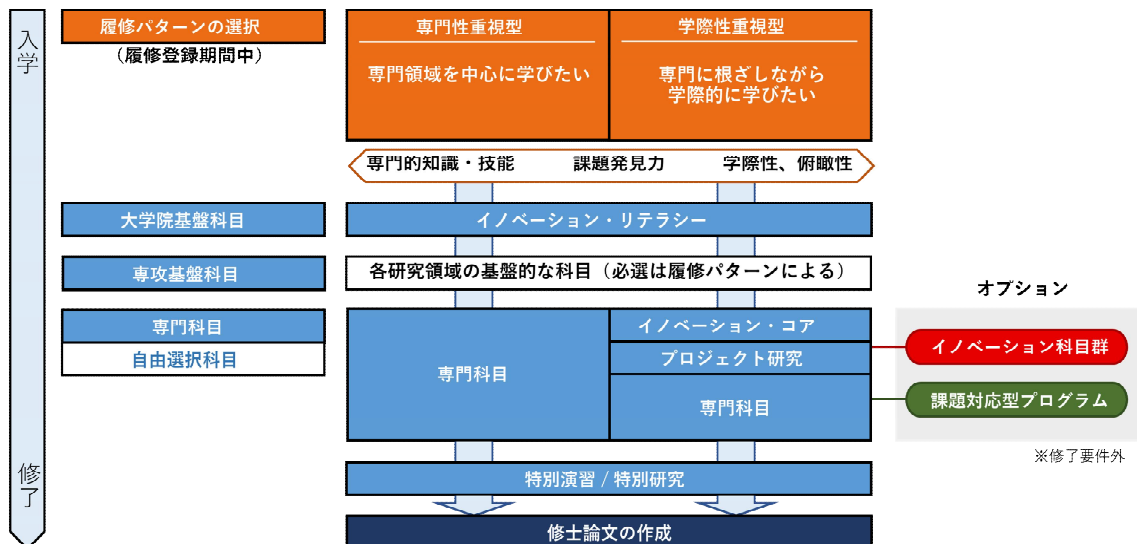 入学
履修パターンの選択
（履修登録期間中）
専門性重視型
専門領域を中心に学びたい
学際性重視型
専門に根ざしながら
学際的に学びたい
専門的知識・技能 課題発見力 学際性、俯瞰性
大学院基盤科目
イノベーション・リテラシー
専攻基盤科目
各研究領域の基盤的な科目（必選は履修パターンによる）
専門科目
自由選択科目
専門科目
イノベーション・コア
プロジェクト研究
専門科目
オプション
イノベーション科目群
課題対応型プログラム
※修了要件外
特別演習 / 特別研究
修士論文の作成
修了